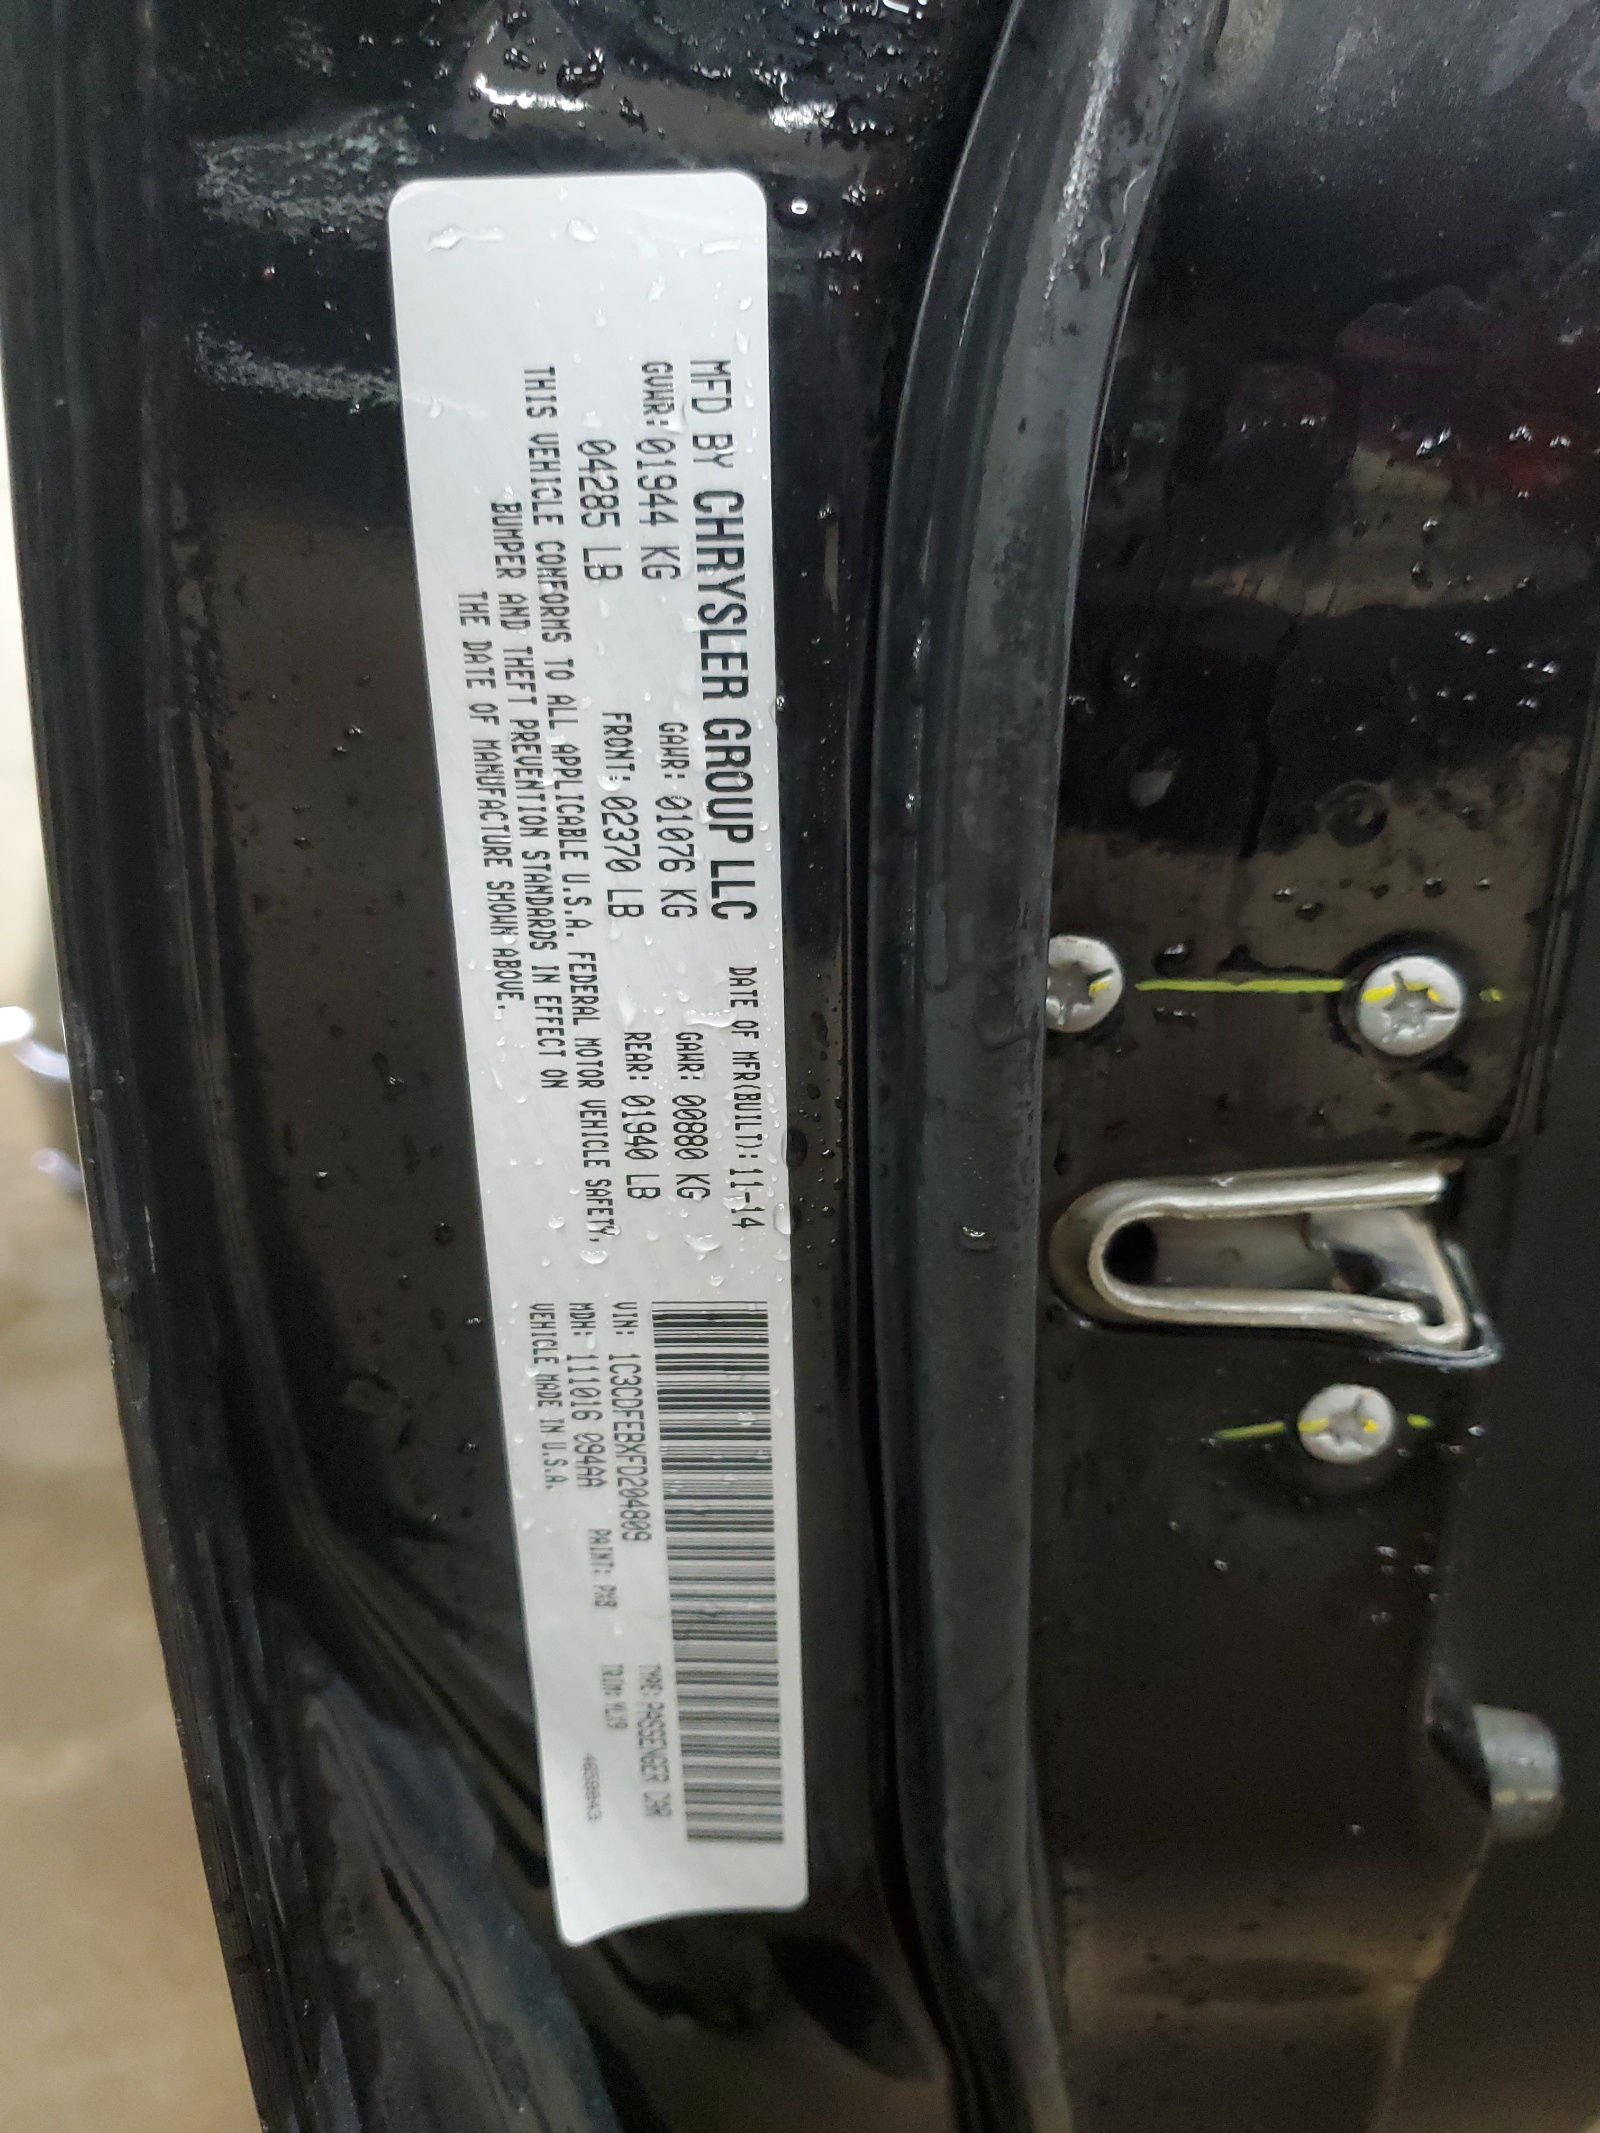 MFD BY CHRYSLER GROUP LLC DATE OF MFR(BUILT):11-14
GVWR:01944 KG GAWR: 01076 KG GAWR: 00880 KG
04285 LB FRONT:02370 LB REAR: 01940 LB
THIS VEHICLE CONFORMS TO ALL APPLICABLE U.S.A. FEDERAL MOTOR VEHICLE SAFETY,
BUMPER AND THEFT PREVENTION STANDARDS IN EFFECT ON
THE DATE OF MANUFACTURE SHOWN ABOVE.
VIN: 1C3CDFEBXFD204809 TYPE: PASSENGER CAR
MDH: 111016 094AA PAINT: PX8 TRIM:
VEHICLE MADE IN U.S.A.